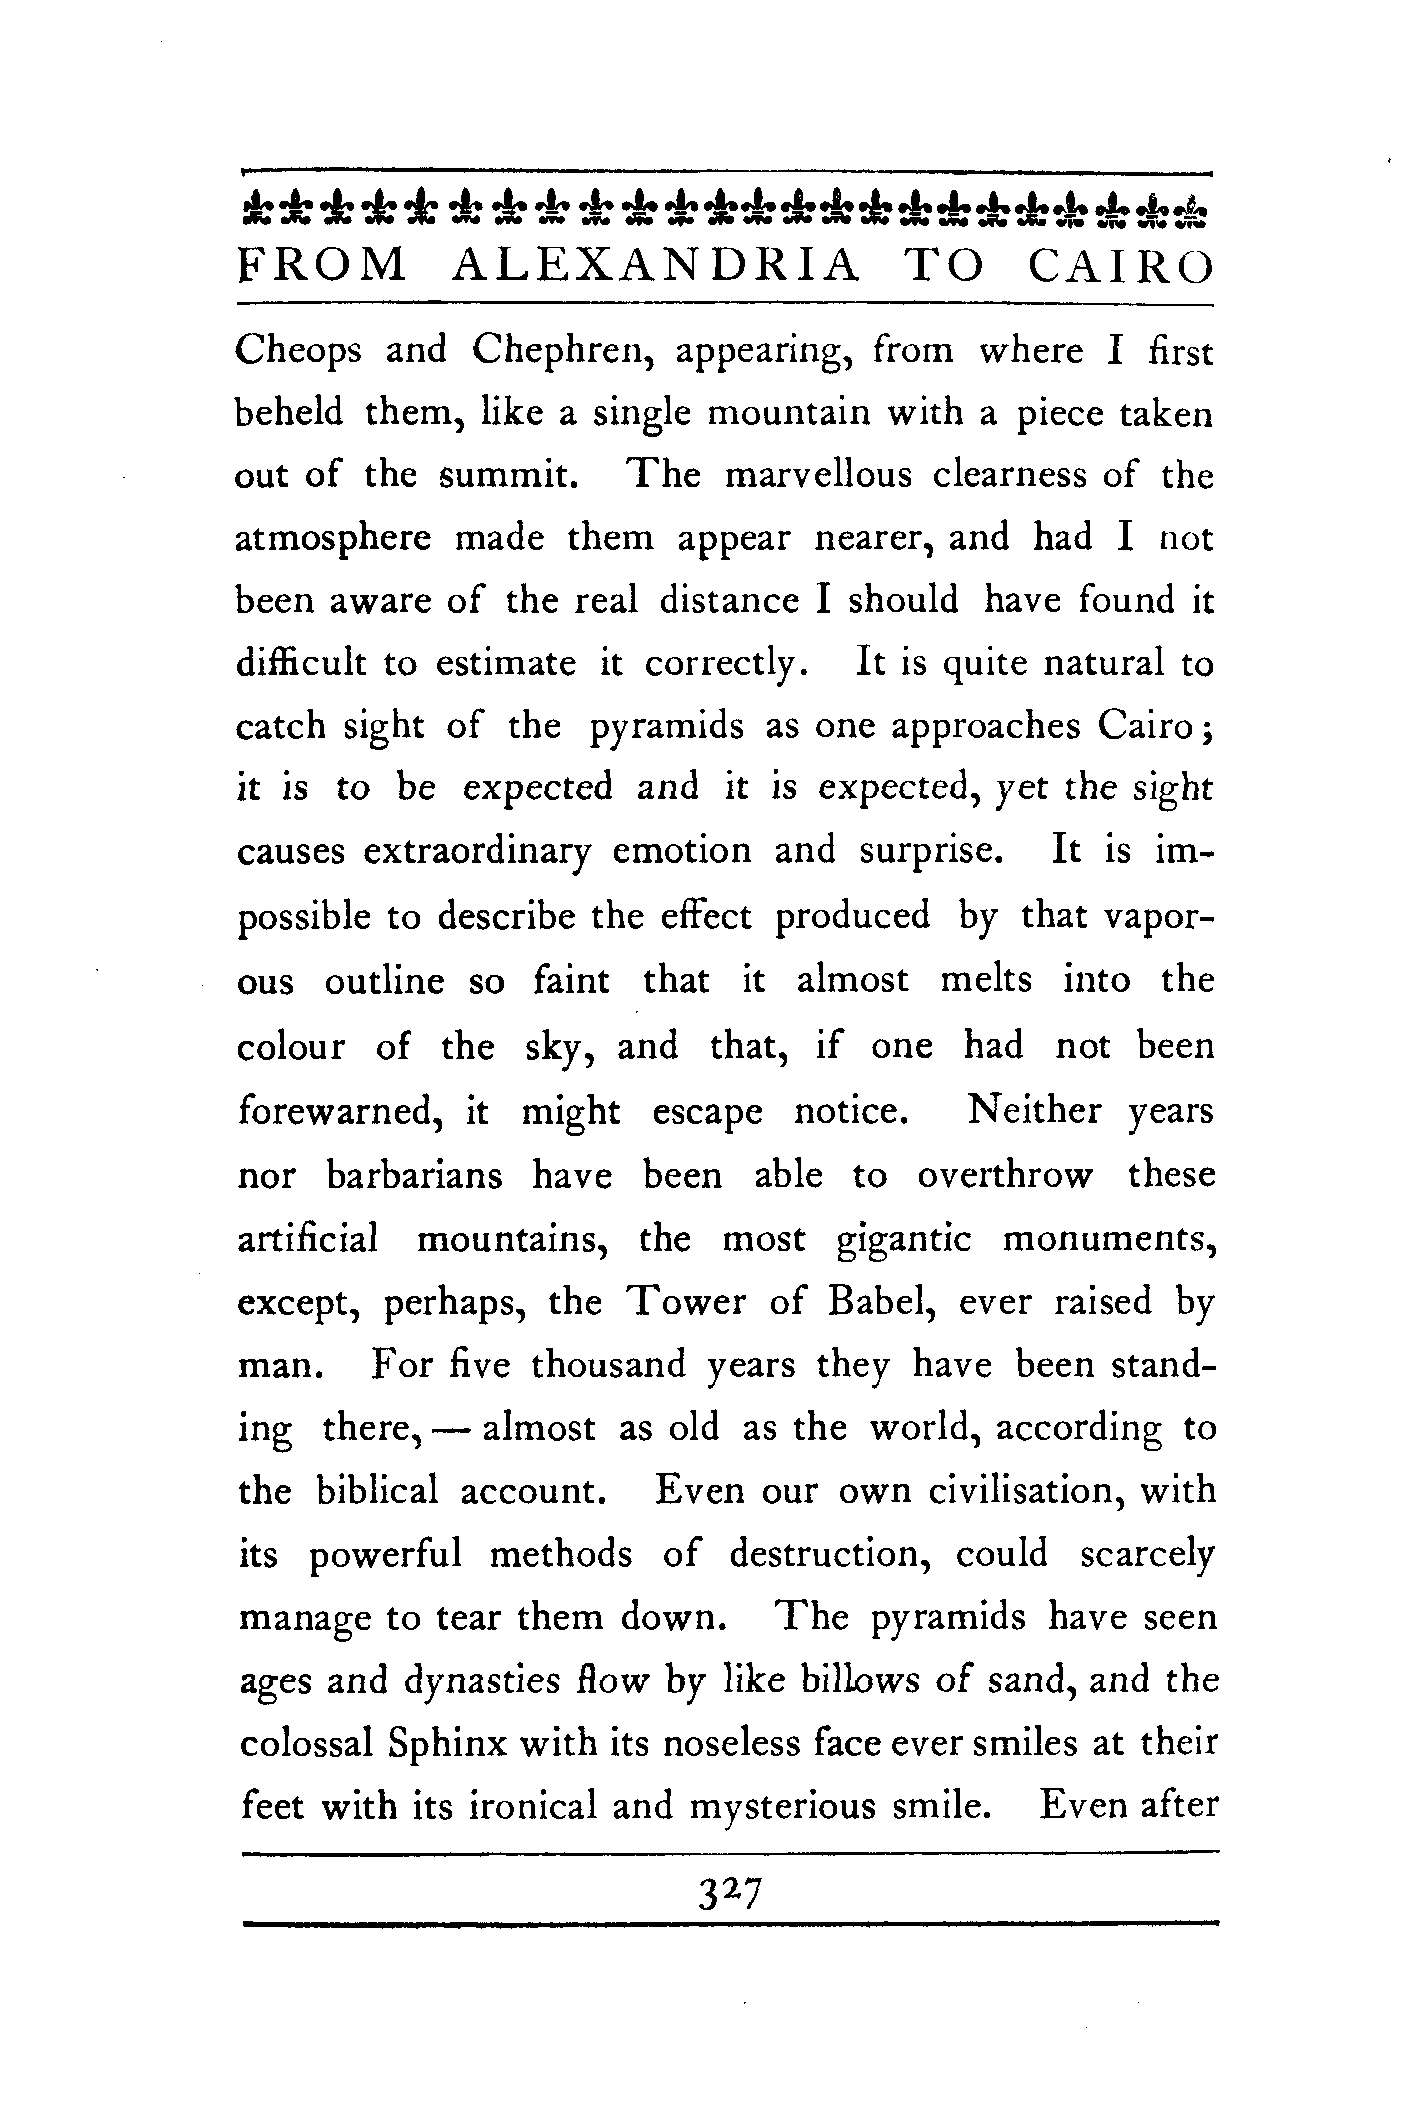 FROM ALEXANDRIA TO CAIRO
Cheops and Chephren, appearing, from where I first
beheld them, like a single mountain with a piece taken
out of the summit. The marvellous clearness of the
atmosphere made them appear nearer, and had I not
been aware of the real distance I should have found it
difficult to estimate it correctly. It is quite natural to
catch sight of the pyramids as one approaches Cairo;
it is to be expected and it is expected, yet the sight
causes extraordinary emotion and surprise. It is im-
possible to describe the effect produced by that vapor-
ous outline so faint that it almost melts into the
colour of the sky, and that, if one had not been
forewarned, it might escape notice. Neither years
nor barbarians have been able to overthrow these
artificial mountains, the most gigantic monuments,
except, perhaps, the Tower of Babel, ever raised by
man. For five thousand years they have been stand-
ing there, — almost as old as the world, according to
the biblical account. Even our own civilisation, with
its powerful methods of destruction, could scarcely
manage to tear them down. The pyramids have seen
ages and dynasties flow by like billows of sand, and the
colossal Sphinx with its noseless face ever smiles at their
feet with its ironical and mysterious smile. Even after
327